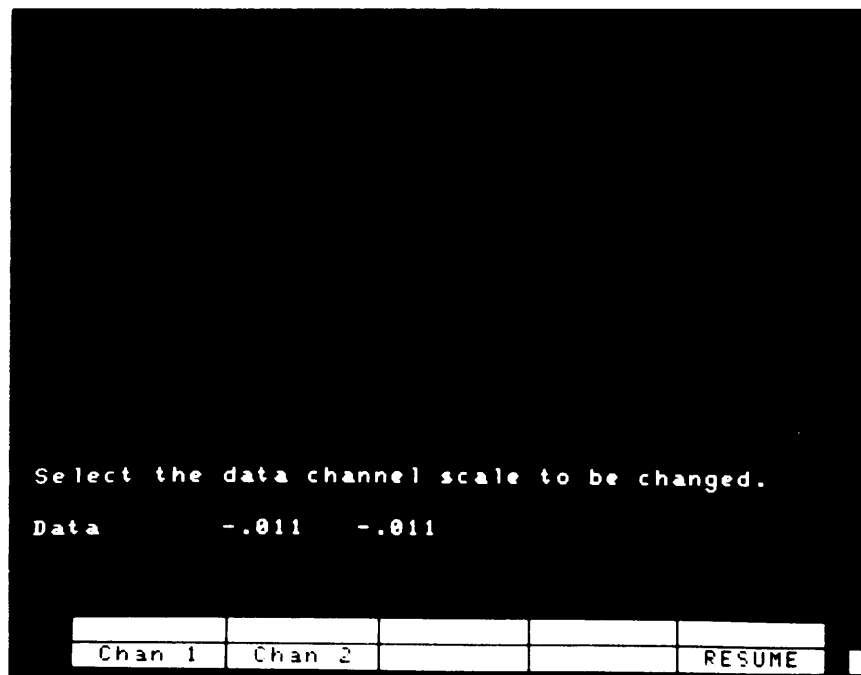 Select the data channel scale to be changed.
Data -.011 -.011
Chan 1 Chan 2 RESUME